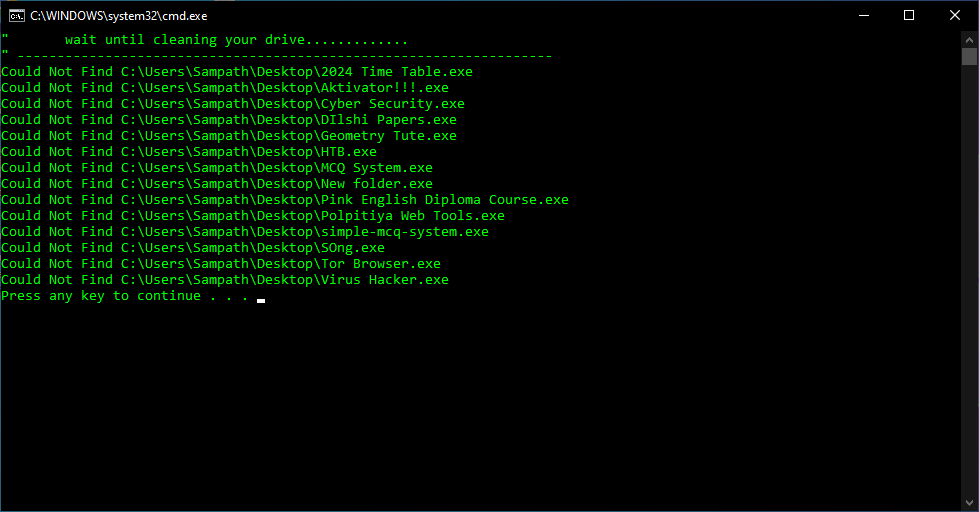 C:\WINDOWS\system32\cmd.exe
"       wait until cleaning your drive.............
" -------------------------------------------------------------------
Could Not Find C:\Users\Sampath\Desktop\2024 Time Table.exe
Could Not Find C:\Users\Sampath\Desktop\Aktivator!!!.exe
Could Not Find C:\Users\Sampath\Desktop\Cyber Security.exe
Could Not Find C:\Users\Sampath\Desktop\DIlshi Papers.exe
Could Not Find C:\Users\Sampath\Desktop\Geometry Tute.exe
Could Not Find C:\Users\Sampath\Desktop\HTB.exe
Could Not Find C:\Users\Sampath\Desktop\MCQ System.exe
Could Not Find C:\Users\Sampath\Desktop\New folder.exe
Could Not Find C:\Users\Sampath\Desktop\Pink English Diploma Course.exe
Could Not Find C:\Users\Sampath\Desktop\Polpitiya Web Tools.exe
Could Not Find C:\Users\Sampath\Desktop\simple-mcq-system.exe
Could Not Find C:\Users\Sampath\Desktop\SOng.exe
Could Not Find C:\Users\Sampath\Desktop\Tor Browser.exe
Could Not Find C:\Users\Sampath\Desktop\Virus Hacker.exe
Press any key to continue . . .